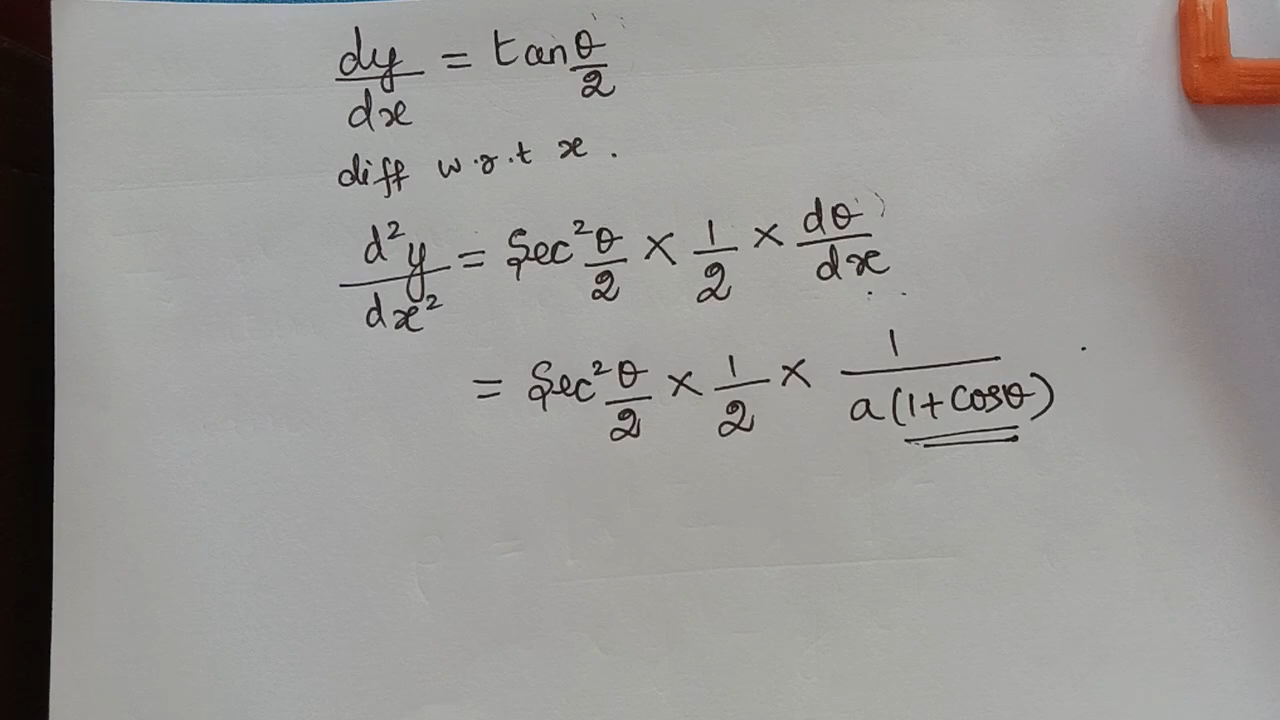 dy/dx = tan θ/2
diff w.r.t x.
d²y/dx² = Sec² θ/2 × 1/2 × dθ/dx
= Sec² θ/2 × 1/2 × 1/a(1+cosθ)